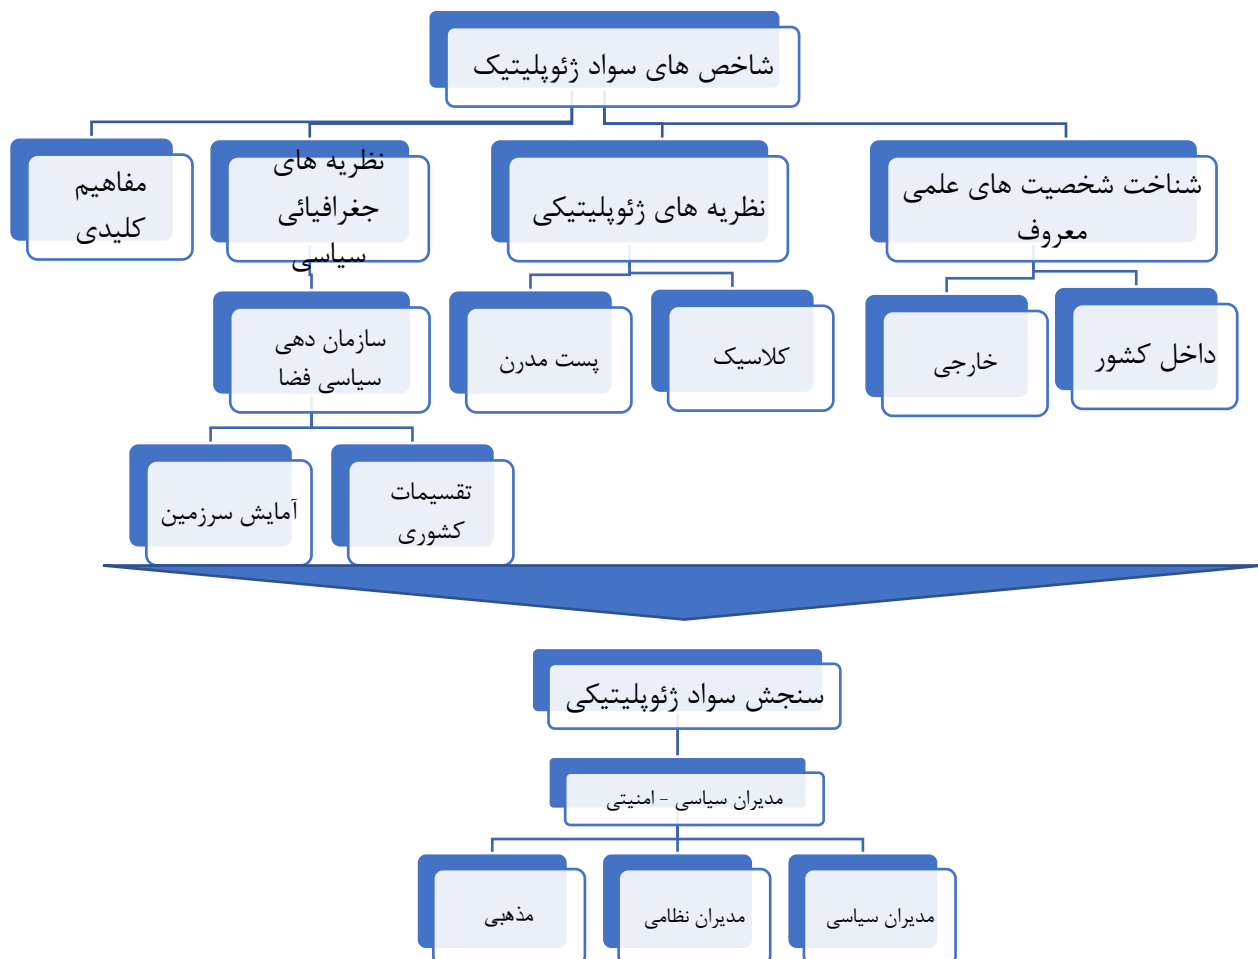 شاخص های سواد ژئوپلیتیک
شناخت شخصیت های علمی
معروف
نظریه های ژئوپلیتیکی
نظریه های
جغرافیائی
سیاسی
مفاهیم
کلیدی
داخل کشور
خارجی
کلاسیک
پست مدرن
سازمان دهی
سیاسی فضا
تقسیمات
کشوری
آمایش سرزمین
سنجش سواد ژئوپلیتیکی
مدیران سیاسی - امنیتی
مدیران سیاسی
مدیران نظامی
مذهبی